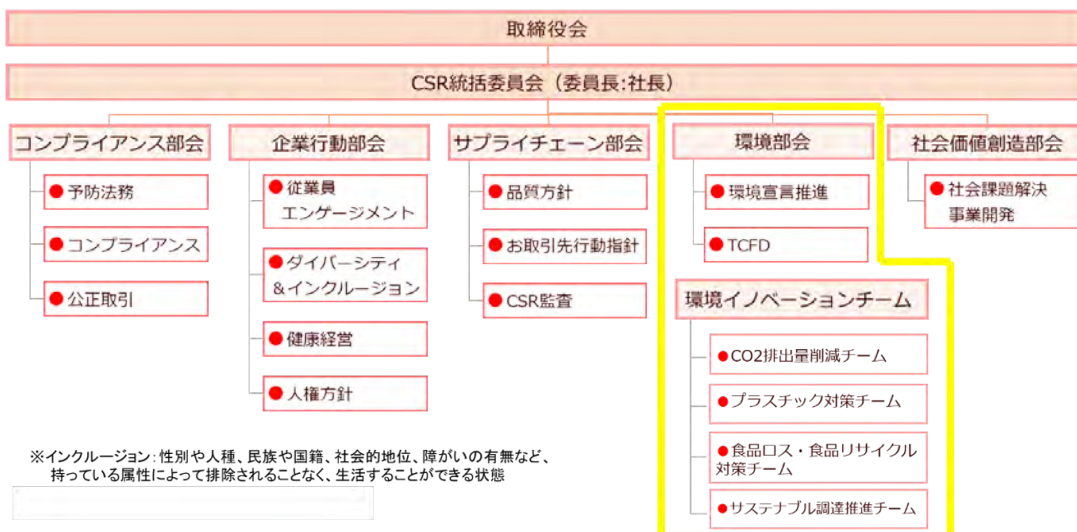 取締役会
CSR統括委員会（委員長:社長）
コンプライアンス部会
●予防法務
●コンプライアンス
●公正取引
企業行動部会
●従業員
エンゲージメント
●ダイバーシティ
＆インクルージョン
●健康経営
●人権方針
サプライチェーン部会
●品質方針
●お取引先行動指針
●CSR監査
環境部会
●環境宣言推進
●TCFD
環境イノベーションチーム
●CO2排出量削減チーム
●プラスチック対策チーム
●食品ロス・食品リサイクル
対策チーム
●サステナブル調達推進チーム
社会価値創造部会
●社会課題解決
事業開発
※インクルージョン：性別や人種、民族や国籍、社会的地位、障がいの有無など、
持っている属性によって排除されることなく、生活することができる状態